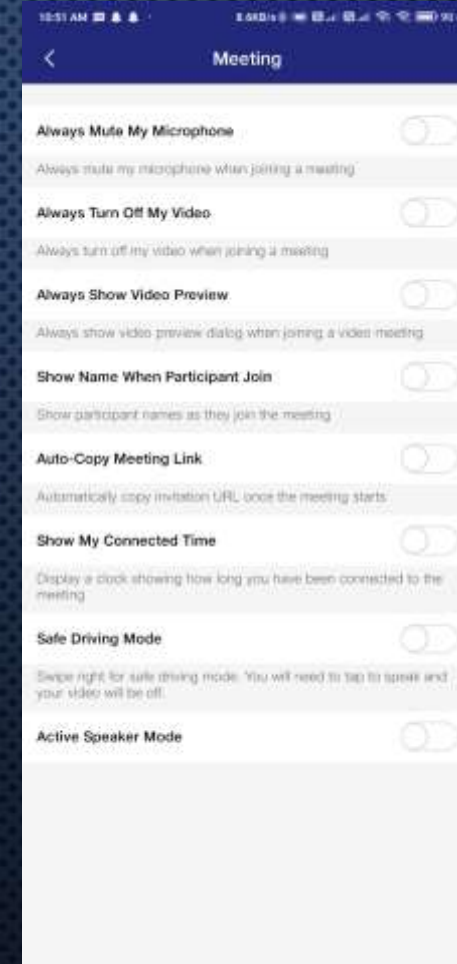 10:51 AM
Meeting
Always Mute My Microphone
Always mute my microphone when joining a meeting
Always Turn Off My Video
Always turn off my video when joining a meeting
Always Show Video Preview
Always show video preview dialog when joining a video meeting
Show Name When Participant Join
Show participant names as they join the meeting
Auto-Copy Meeting Link
Automatically copy invitation URL once the meeting starts
Show My Connected Time
Display a clock showing how long you have been connected to the
meeting
Safe Driving Mode
Swipe right for safe driving mode. You will need to tap to speak and
your video will be off.
Active Speaker Mode